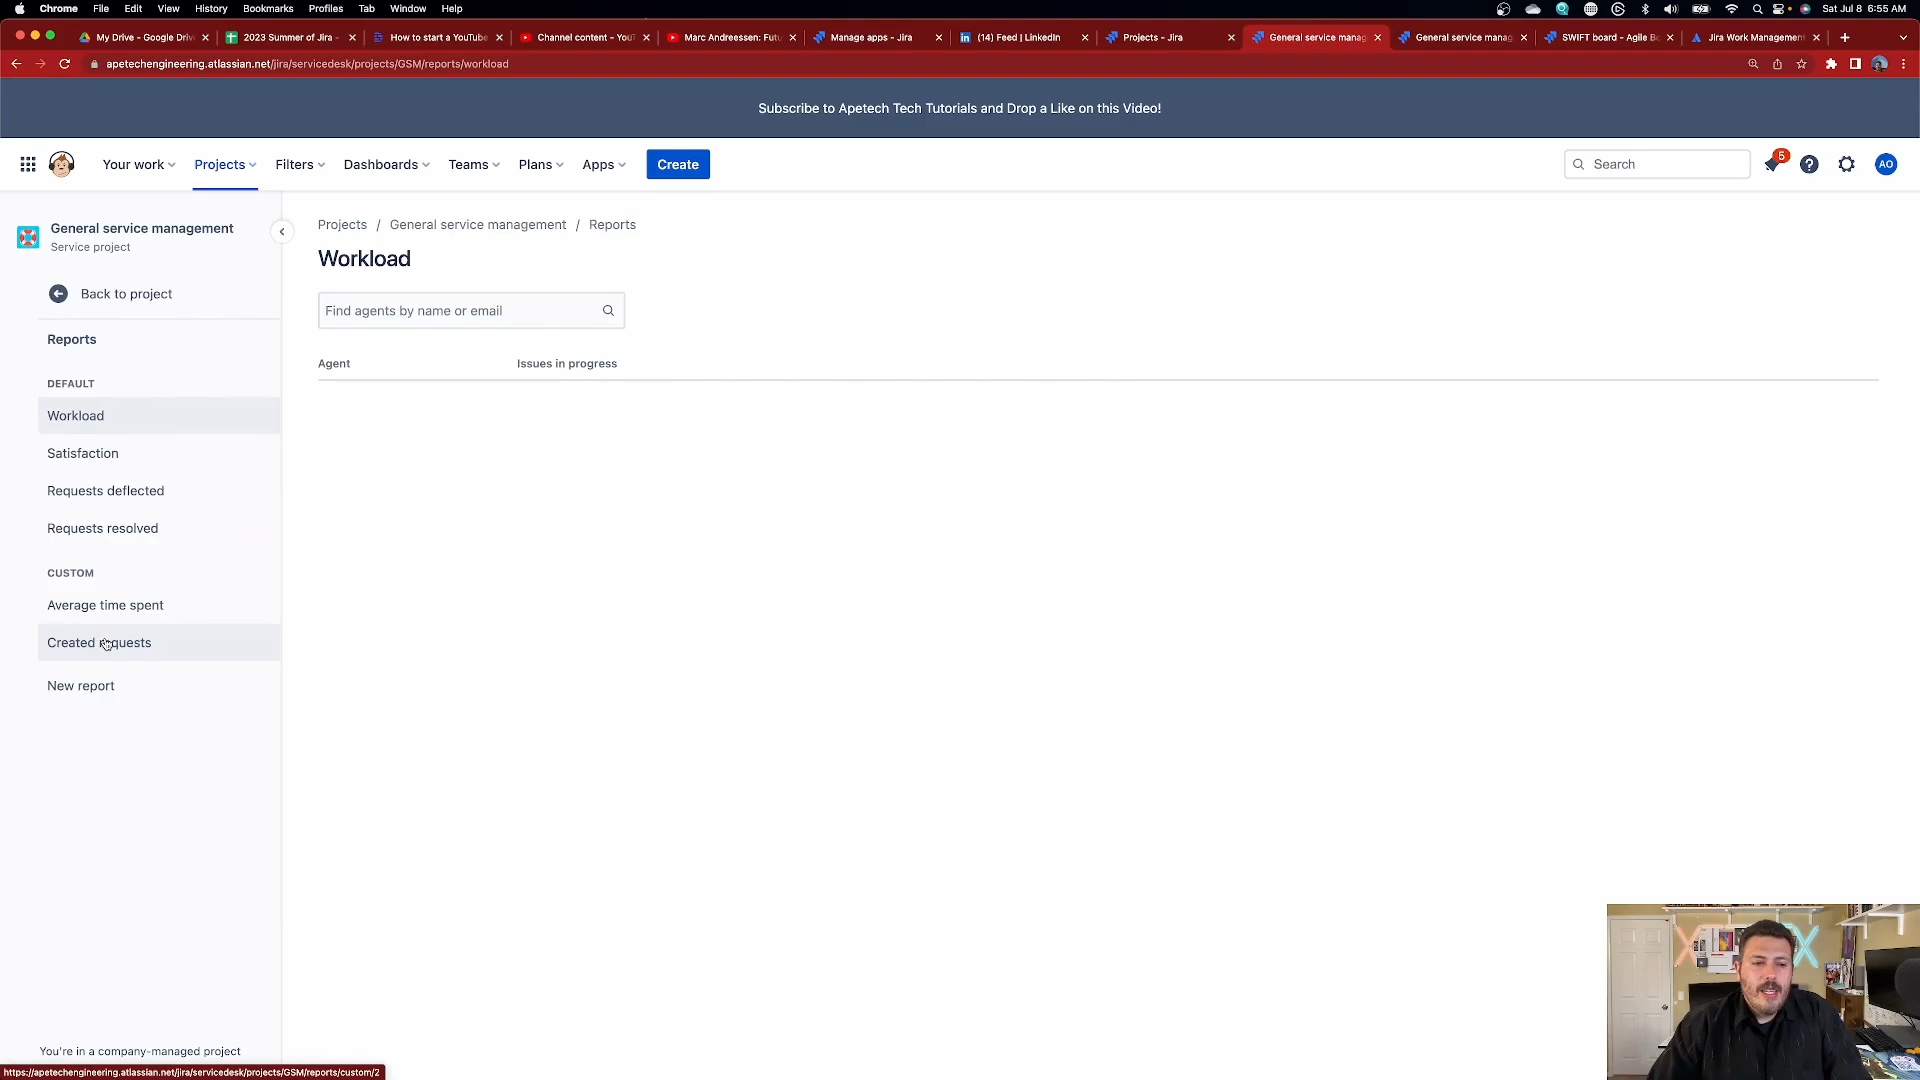 Chrome File Edit View History Bookmarks Profiles Tab Window Help
Sat Jul 8 6:55 AM
My Drive - Google Driv
2023 Summer of Jira -
How to start a YouTube
Channel content - YouT
Marc Andreessen: Futu
Manage apps - Jira
(14) Feed | LinkedIn
Projects - Jira
General service manag
General service manag
SWIFT board - Agile Bo
Jira Work Management
apetechengineering.atlassian.net/jira/servicedesk/projects/GSM/reports/workload
Subscribe to Apetech Tech Tutorials and Drop a Like on this Video!
Your work Projects Filters Dashboards Teams Plans Apps Create
Search
5
AO
General service management
Service project
Back to project
Reports
DEFAULT
Workload
Satisfaction
Requests deflected
Requests resolved
CUSTOM
Average time spent
Created requests
New report
You're in a company-managed project
Projects / General service management / Reports
Workload
Find agents by name or email
Agent Issues in progress
https://apetechengineering.atlassian.net/jira/servicedesk/projects/GSM/reports/custom/2